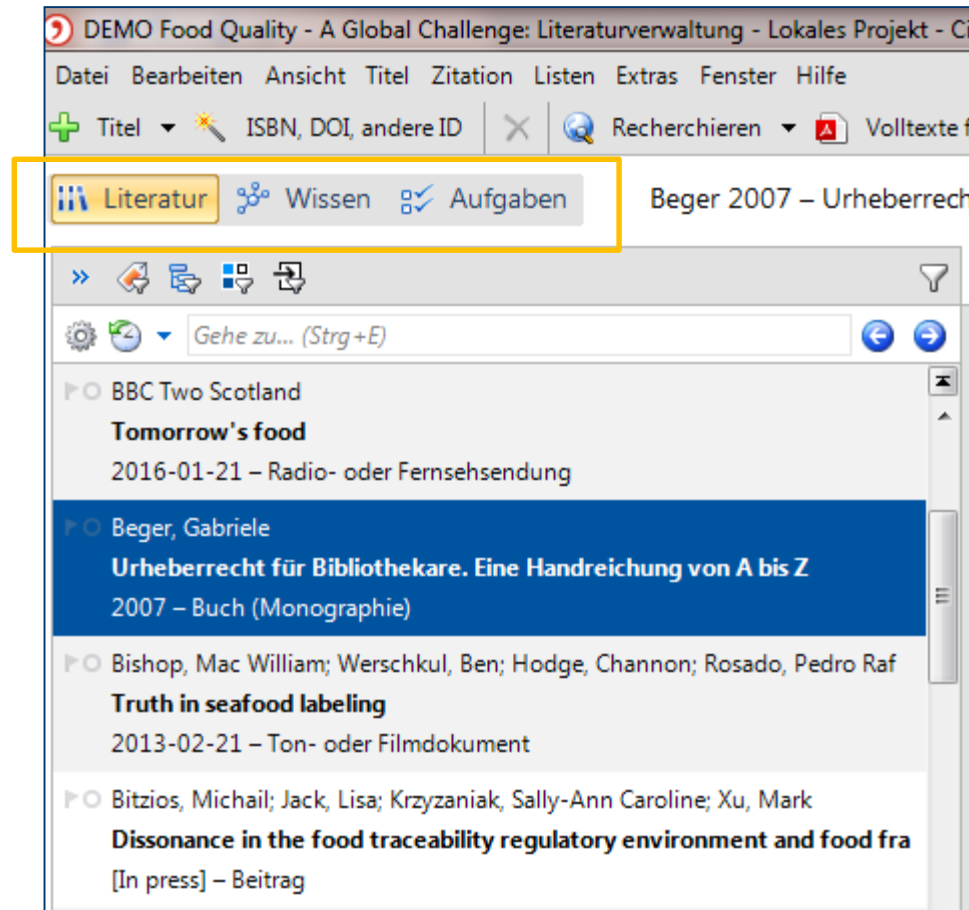 DEMO Food Quality - A Global Challenge: Literaturverwaltung - Lokales Projekt - Ci
Datei Bearbeiten Ansicht Titel Zitation Listen Extras Fenster Hilfe
Titel ISBN, DOI, andere ID Recherchieren Volltexte f
Literatur Wissen Aufgaben Beger 2007 – Urheberrech
Gehe zu... (Strg+E)
BBC Two Scotland
Tomorrow's food
2016-01-21 – Radio- oder Fernsehsendung
Beger, Gabriele
Urheberrecht für Bibliothekare. Eine Handreichung von A bis Z
2007 – Buch (Monographie)
Bishop, Mac William; Werschkul, Ben; Hodge, Channon; Rosado, Pedro Raf
Truth in seafood labeling
2013-02-21 – Ton- oder Filmdokument
Bitzios, Michail; Jack, Lisa; Krzyzaniak, Sally-Ann Caroline; Xu, Mark
Dissonance in the food traceability regulatory environment and food fra
[In press] – Beitrag